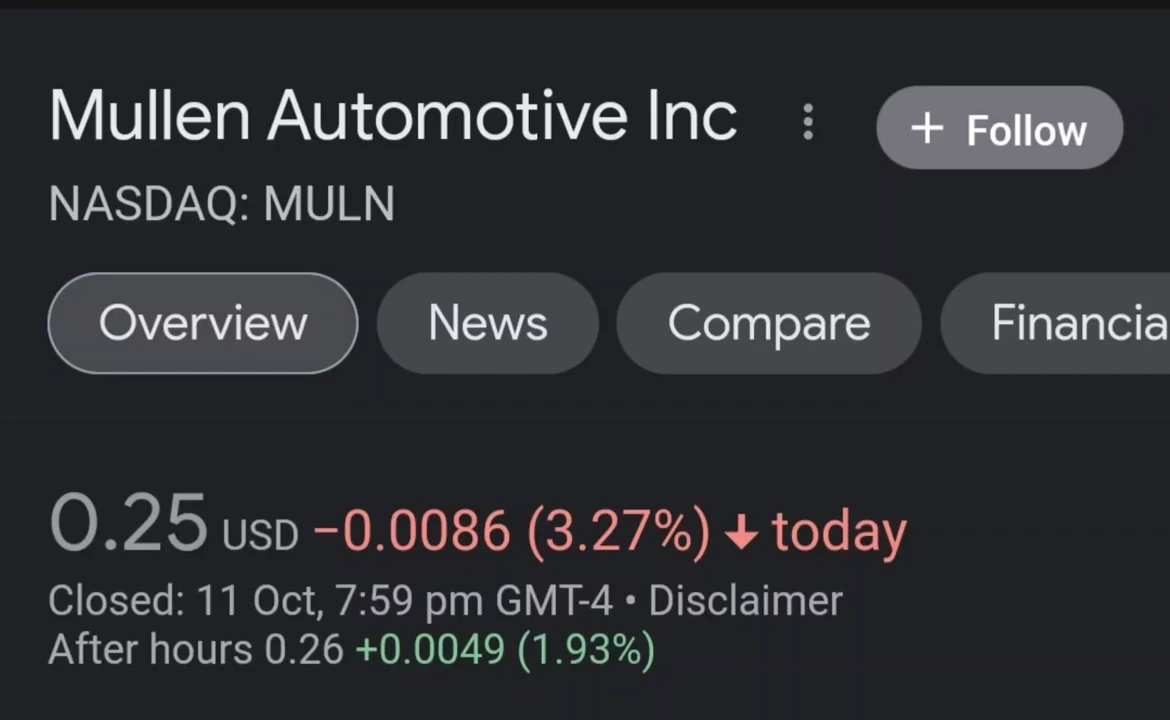 Mullen Automotive Inc
+ Follow
NASDAQ: MULN
Overview News Compare Financia
0.25 USD −0.0086 (3.27%) ↓ today
Closed: 11 Oct, 7:59 pm GMT-4 • Disclaimer
After hours 0.26 +0.0049 (1.93%)